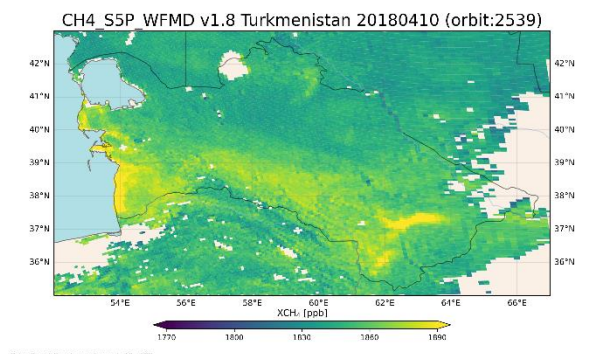 CH4_S5P_WFMD v1.8 Turkmenistan 20180410 (orbit:2539)
42°N 42°N
41°N 41°N
40°N 40°N
39°N 39°N
38°N 38°N
37°N 37°N
36°N 36°N
54°E 56°E 58°E 60°E 62°E 64°E 66°E
XCH₄ [ppb]
1770 1800 1830 1860 1890